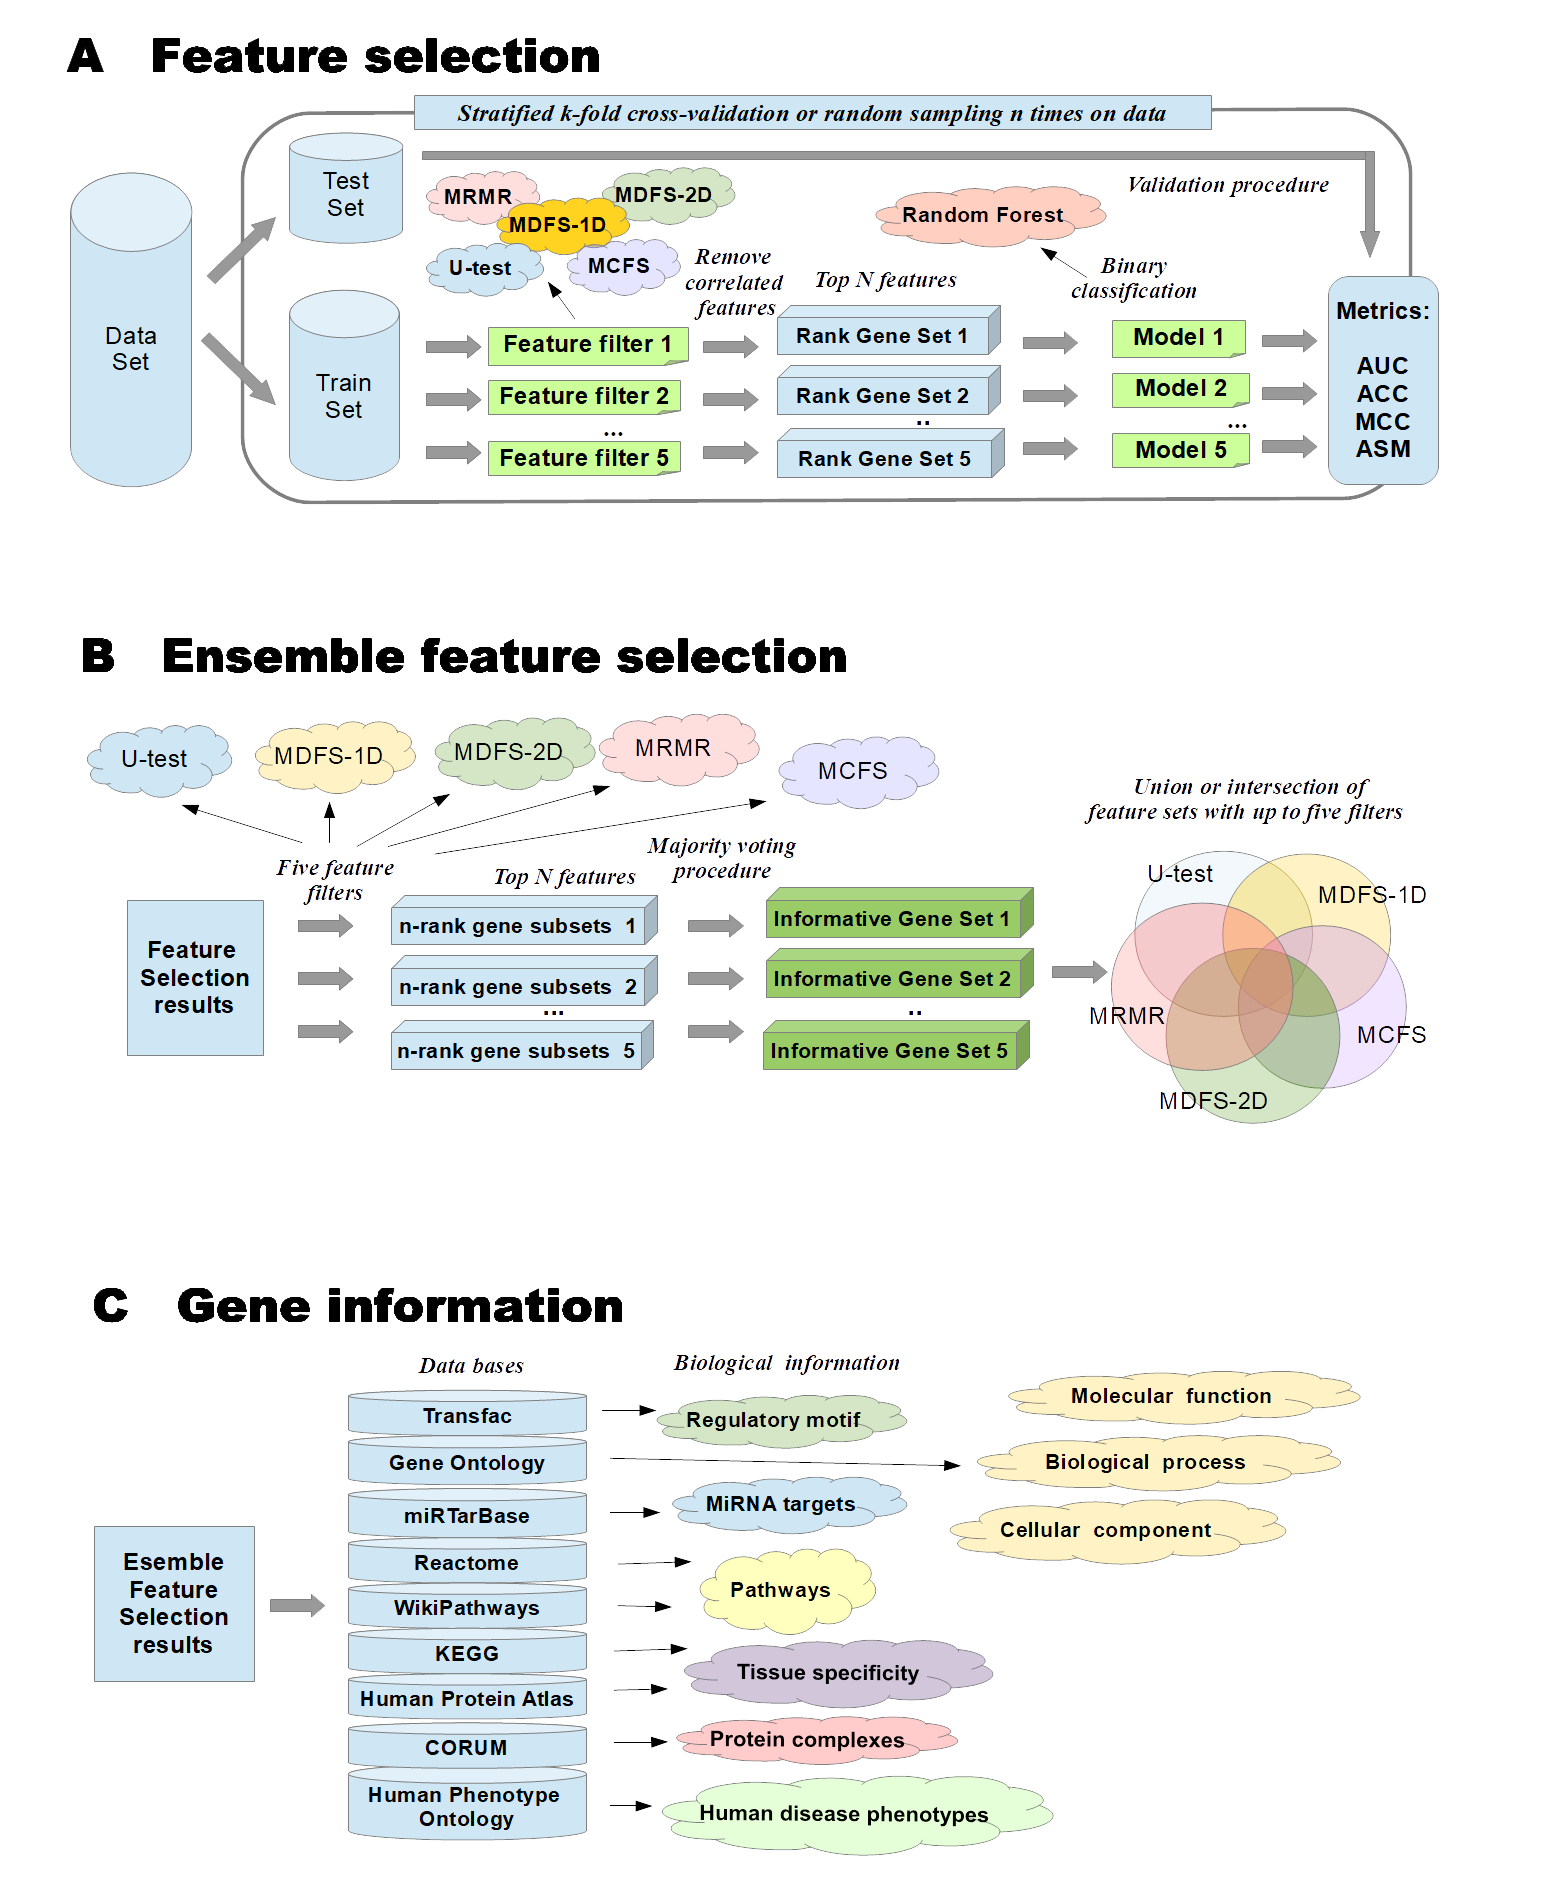 A Feature selection
Stratified k-fold cross-validation or random sampling n times on data
Data
Set
Test
Set
Train
Set
MRMR
MDFS-2D
MDFS-1D
U-test
MCFS
Validation procedure
Random Forest
Remove
correlated
features
Top N features
Binary
classification
Feature filter 1
Feature filter 2
...
Feature filter 5
Rank Gene Set 1
Rank Gene Set 2
..
Rank Gene Set 5
Model 1
Model 2
...
Model 5
Metrics:
AUC
ACC
MCC
ASM
B Ensemble feature selection
U-test
MDFS-1D
MDFS-2D
MRMR
MCFS
Five feature
filters
Top N features
Majority voting
procedure
Union or intersection of
feature sets with up to five filters
Feature
Selection
results
n-rank gene subsets 1
n-rank gene subsets 2
...
n-rank gene subsets 5
Informative Gene Set 1
Informative Gene Set 2
..
Informative Gene Set 5
U-test
MDFS-1D
MRMR
MCFS
MDFS-2D
C Gene information
Data bases
Biological information
Esemble
Feature
Selection
results
Transfac
Gene Ontology
miRTarBase
Reactome
WikiPathways
KEGG
Human Protein Atlas
CORUM
Human Phenotype
Ontology
Regulatory motif
MiRNA targets
Pathways
Tissue specificity
Protein complexes
Human disease phenotypes
Molecular function
Biological process
Cellular component